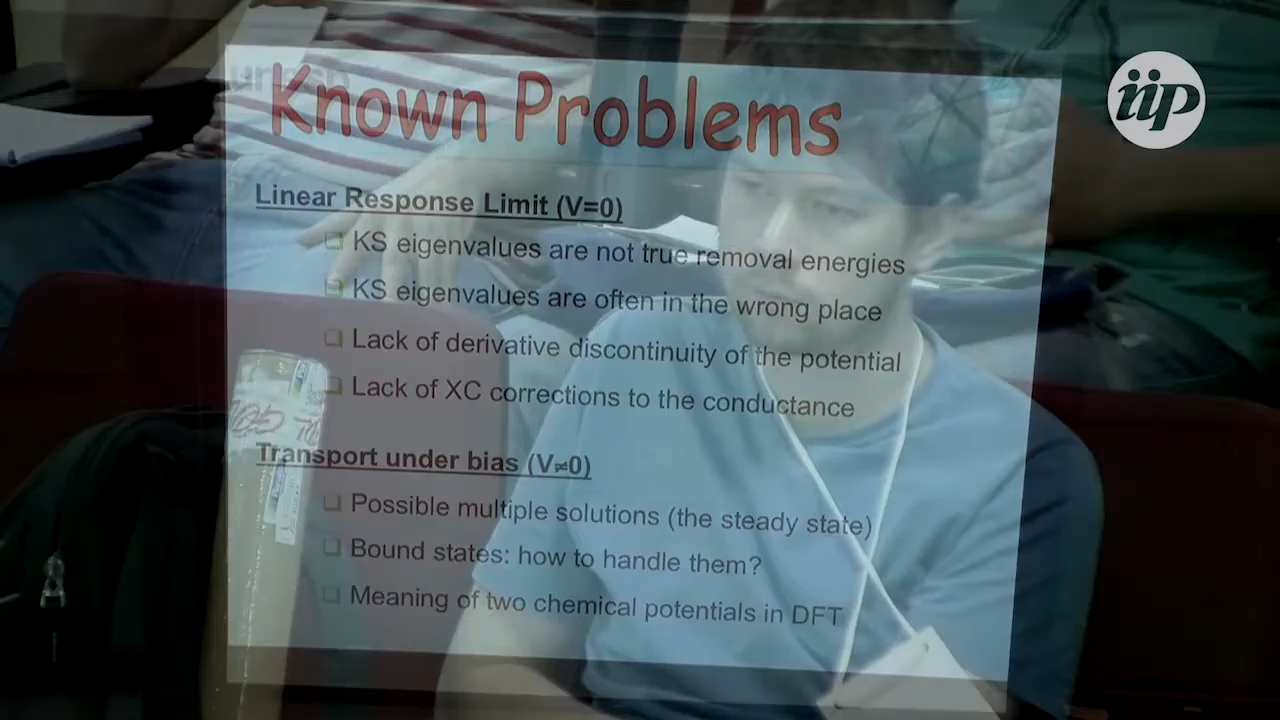 iip
Known Problems
Linear Response Limit (V=0)
KS eigenvalues are not true removal energies
KS eigenvalues are often in the wrong place
Lack of derivative discontinuity of the potential
Lack of XC corrections to the conductance
Transport under bias (V≠0)
Possible multiple solutions (the steady state)
Bound states: how to handle them?
Meaning of two chemical potentials in DFT